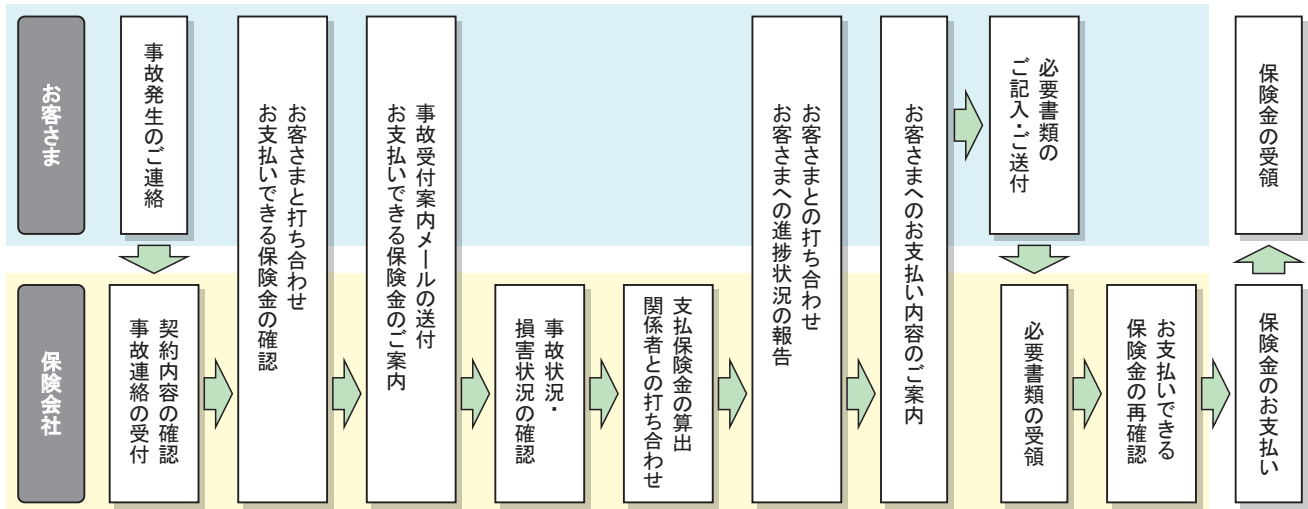 お客さま
事故発生のご連絡
契約内容の確認
事故連絡の受付
お客さまと打ち合わせ
お支払いできる保険金の確認
事故受付案内メールの送付
お支払いできる保険金のご案内
事故状況・
損害状況の確認
支払保険金の算出
関係者との打ち合わせ
お客さまとの打ち合わせ
お客さまへの進捗状況の報告
お客さまへのお支払い内容のご案内
必要書類の
ご記入・ご送付
必要書類の受領
お支払いできる
保険金の再確認
保険金のお支払い
保険金の受領
保険会社